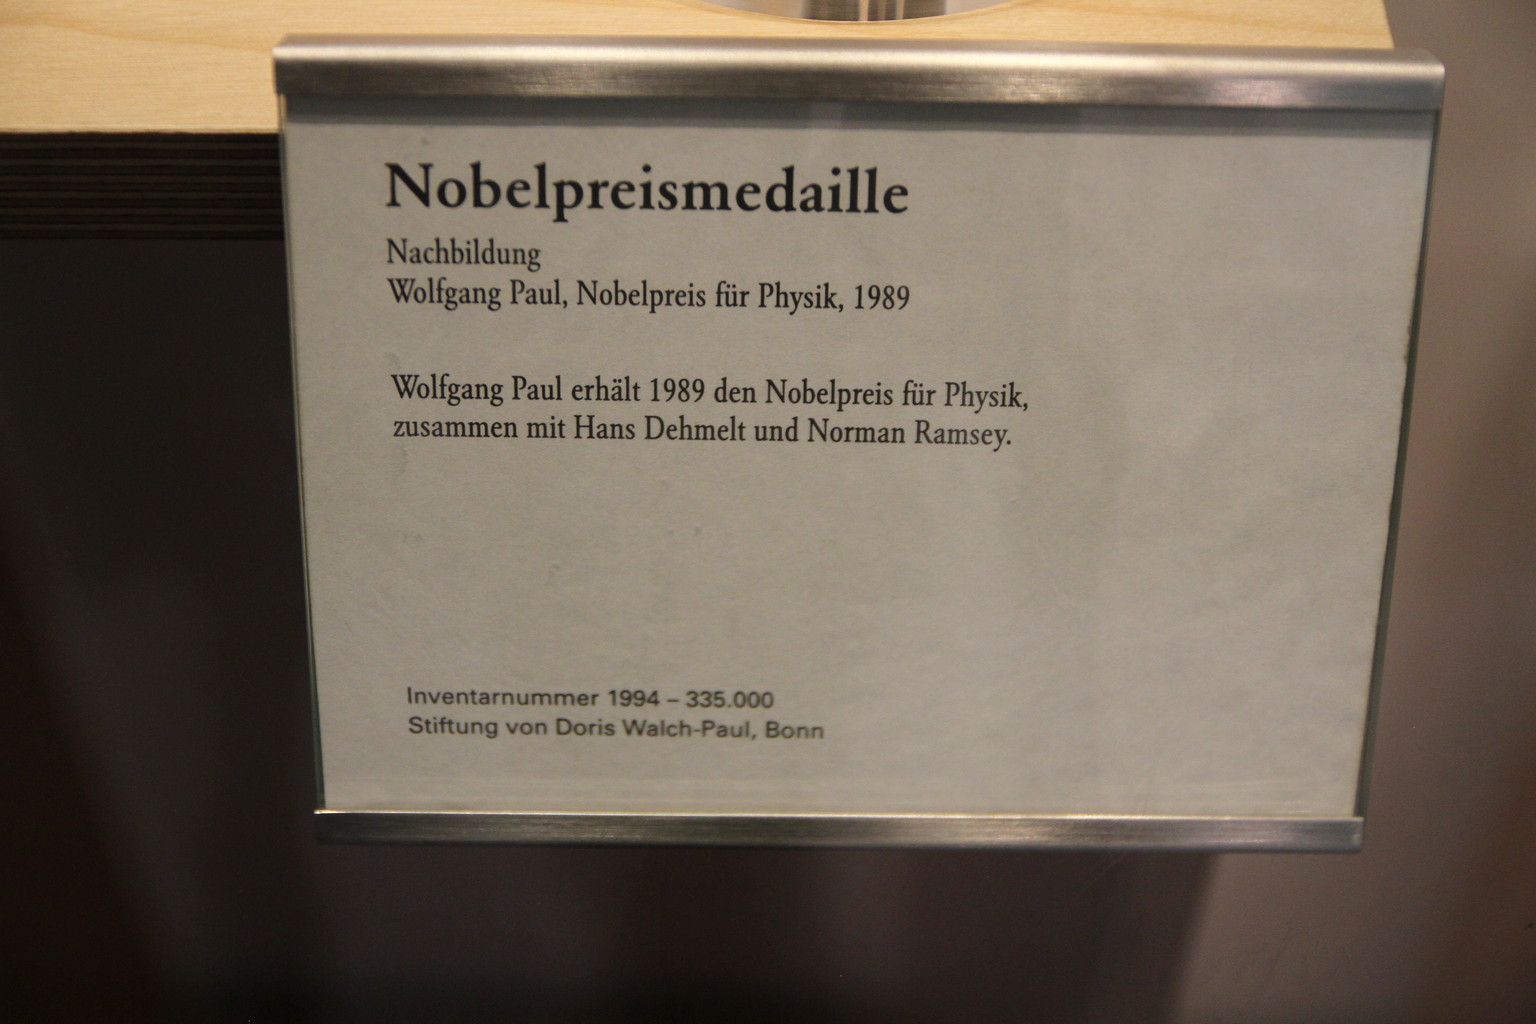 Nobelpreismedaille
Nachbildung
Wolfgang Paul, Nobelpreis für Physik, 1989
Wolfgang Paul erhält 1989 den Nobelpreis für Physik,
zusammen mit Hans Dehmelt und Norman Ramsey.
Inventarnummer 1994 – 335.000
Stiftung von Doris Walch-Paul, Bonn